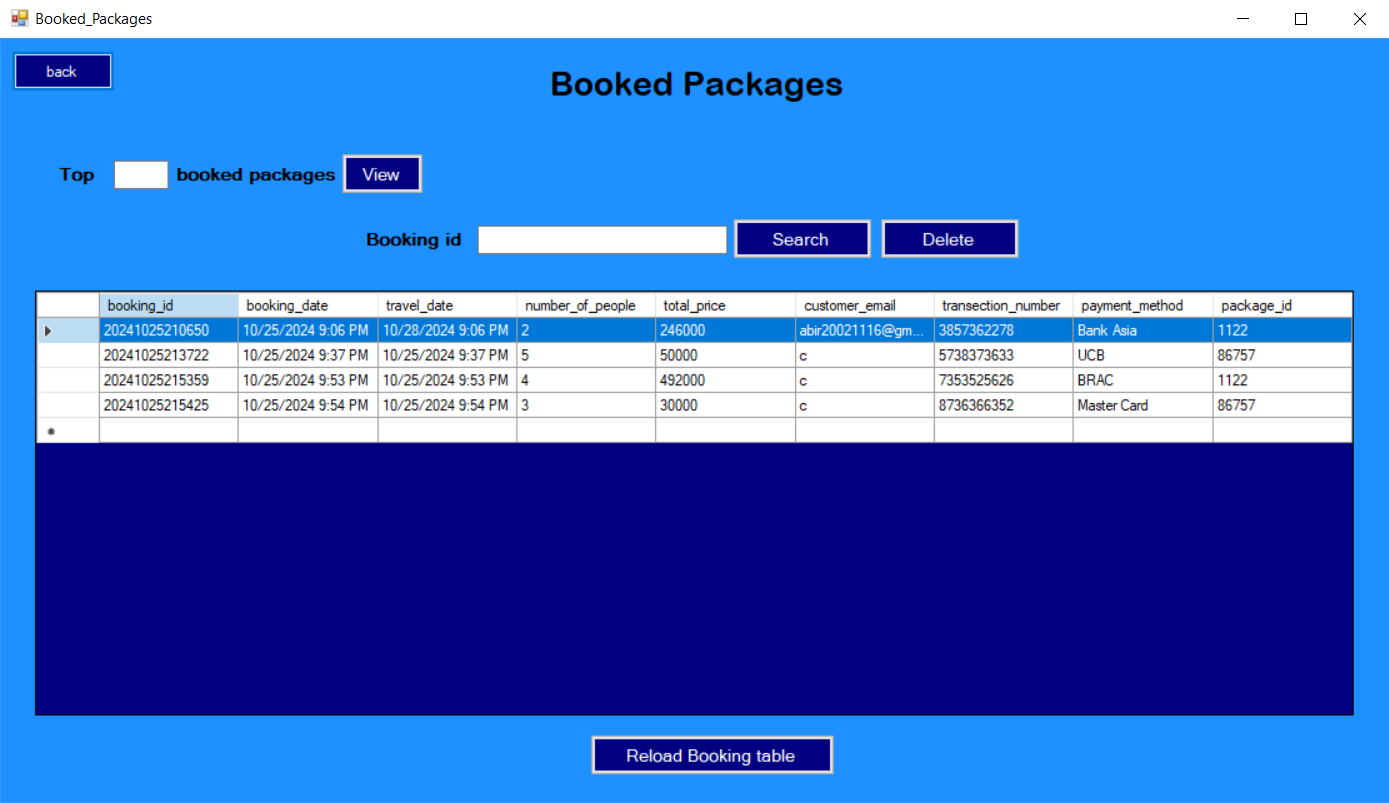 Booked_Packages
back
Booked Packages
Top booked packages View
Booking id Search Delete
booking_id booking_date travel_date number_of_people total_price customer_email transection_number payment_method package_id
20241025210650 10/25/2024 9:06 PM 10/28/2024 9:06 PM 2 246000 abir20021116@gm... 3857362278 Bank Asia 1122
20241025213722 10/25/2024 9:37 PM 10/25/2024 9:37 PM 5 50000 c 5738373633 UCB 86757
20241025215359 10/25/2024 9:53 PM 10/25/2024 9:53 PM 4 492000 c 7353525626 BRAC 1122
20241025215425 10/25/2024 9:54 PM 10/25/2024 9:54 PM 3 30000 c 8736366352 Master Card 86757
Reload Booking table